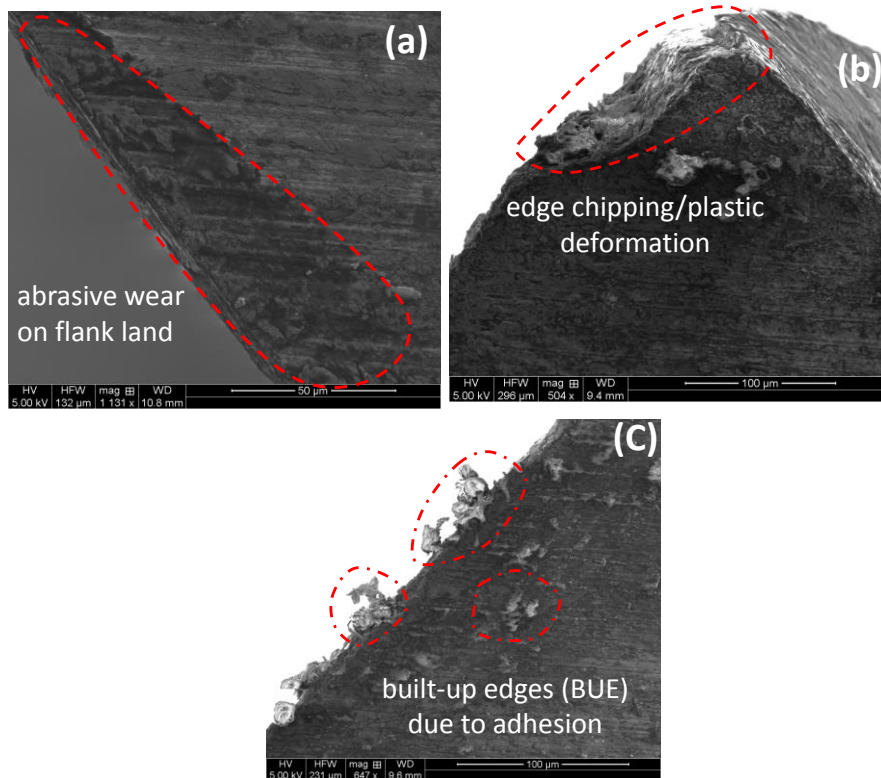 (a)
abrasive wear
on flank land
HV HFW mag ⊞ WD
5.00 kV 132 µm 1 131 x 10.8 mm
50 µm
(b)
edge chipping/plastic
deformation
HV HFW mag ⊞ WD
5.00 kV 296 µm 504 x 9.4 mm
100 µm
(C)
built-up edges (BUE)
due to adhesion
HV HFW mag ⊞ WD
5.00 kV 231 µm 647 x 9.6 mm
100 µm